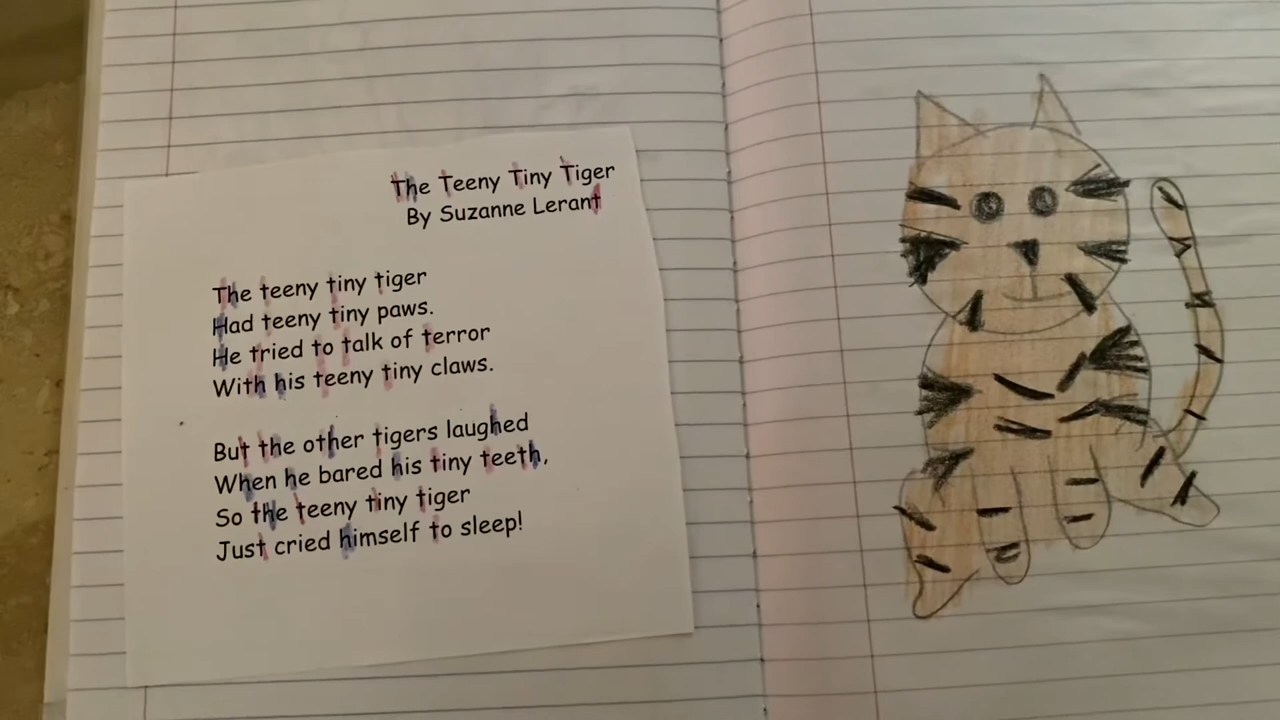 The Teeny Tiny Tiger
By Suzanne Lerant
The teeny tiny tiger
Had teeny tiny paws.
He tried to talk of terror
With his teeny tiny claws.
But the other tigers laughed
When he bared his tiny teeth,
So the teeny tiny tiger
Just cried himself to sleep!